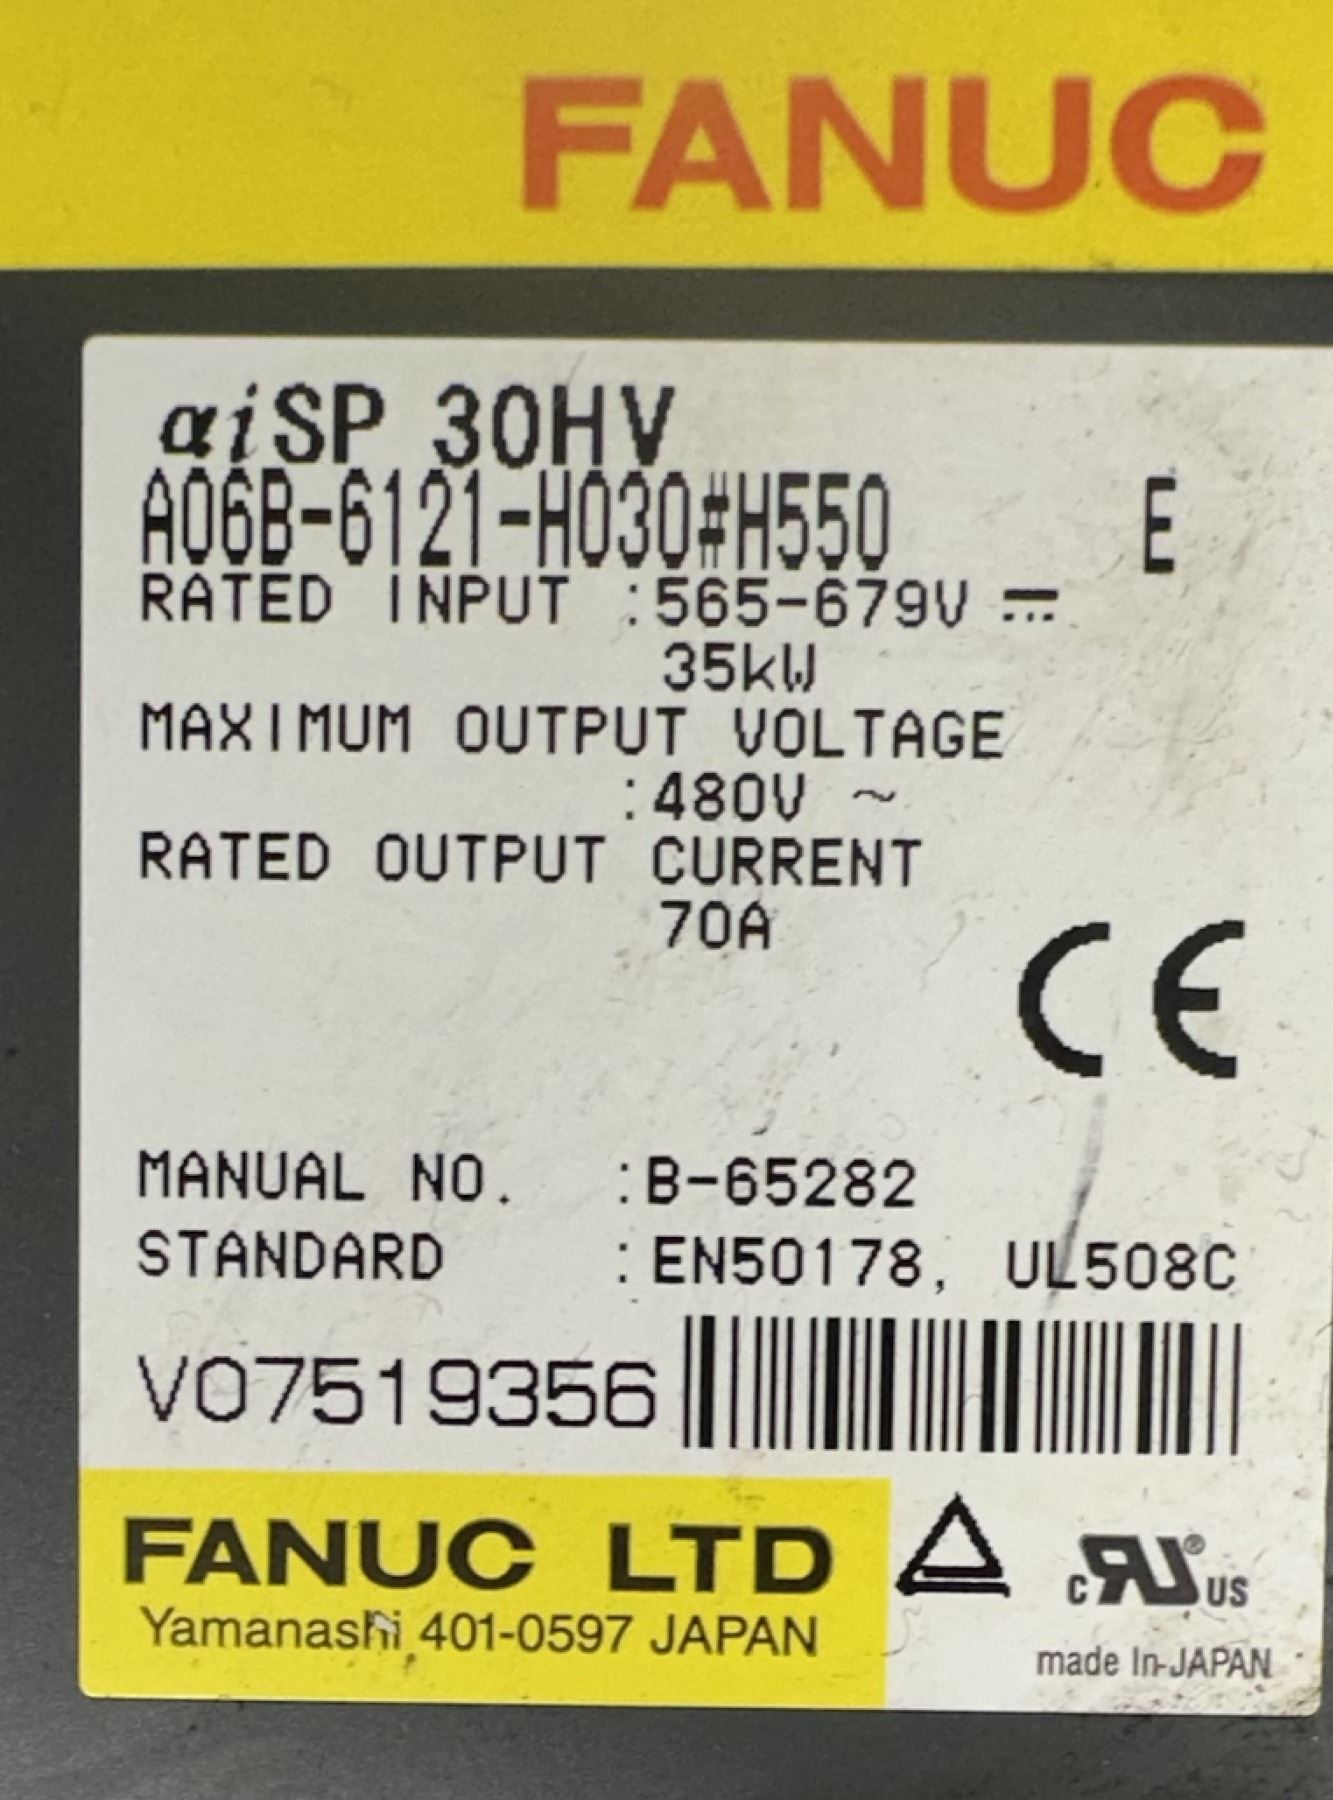 FANUC
αiSP 30HV
A06B-6121-H030#H550 E
RATED INPUT :565-679V ⎓
35kW
MAXIMUM OUTPUT VOLTAGE
:480V ~
RATED OUTPUT CURRENT
70A
CE
MANUAL NO. :B-65282
STANDARD :EN50178, UL508C
V07519356
FANUC LTD
Yamanashi 401-0597 JAPAN
c RU® US
made In JAPAN